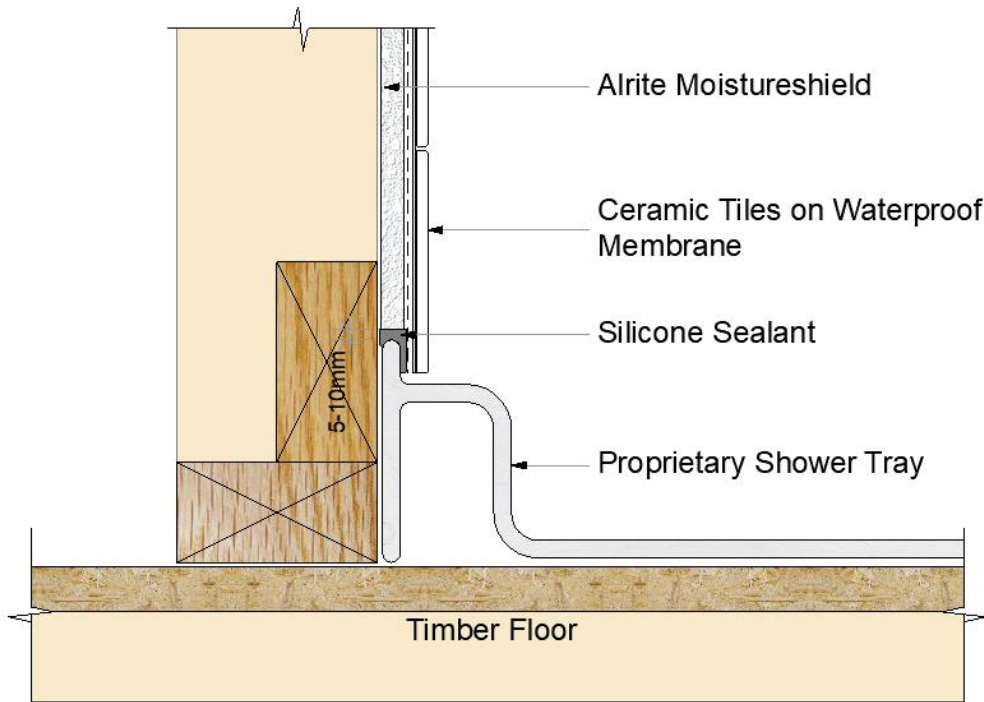 Alrite Moistureshield
Ceramic Tiles on Waterproof
Membrane
Silicone Sealant
5-10mm
Proprietary Shower Tray
Timber Floor